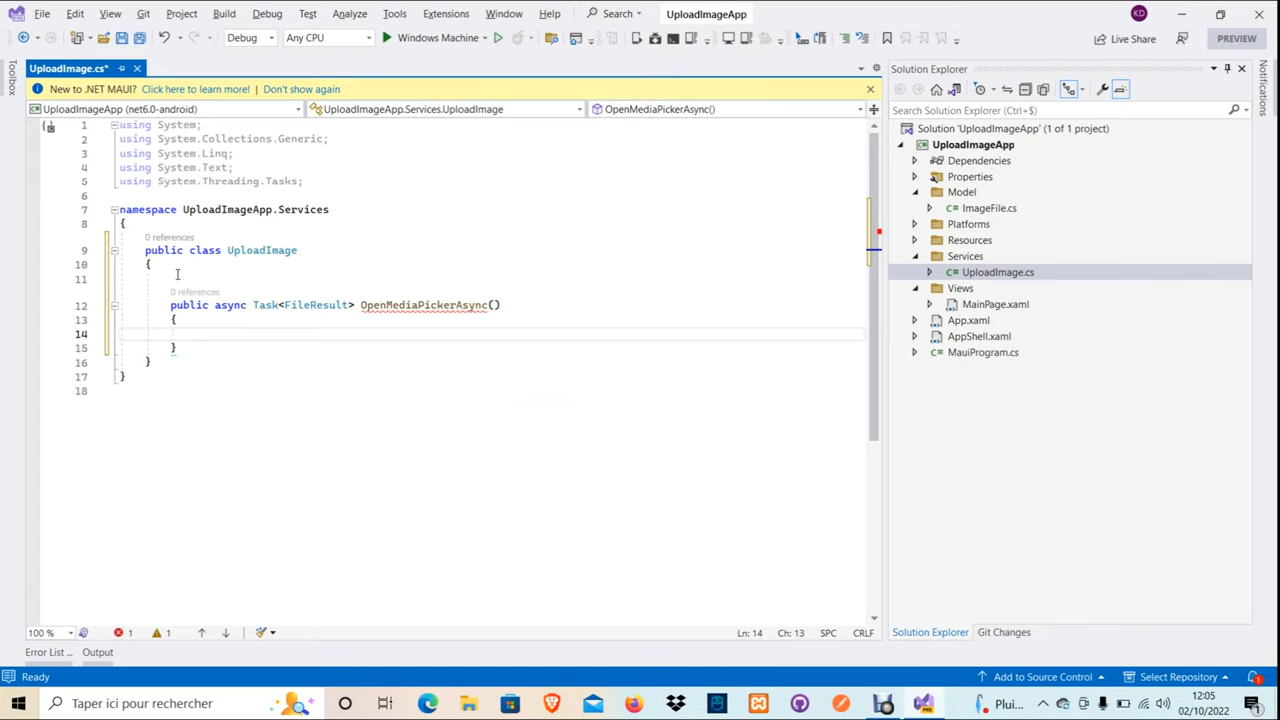 File Edit View Git Project Build Debug Test Analyze Tools Extensions Window Help Search UploadImageApp KD
Debug Any CPU Windows Machine Live Share PREVIEW
Toolbox
UploadImage.cs*
New to .NET MAUI? Click here to learn more! Don't show again
UploadImageApp (net6.0-android) UploadImageApp.Services.UploadImage OpenMediaPickerAsync()
1 using System;
2 using System.Collections.Generic;
3 using System.Linq;
4 using System.Text;
5 using System.Threading.Tasks;
6
7 namespace UploadImageApp.Services
8 {
0 references
9 public class UploadImage
10 {
11
0 references
12 public async Task<FileResult> OpenMediaPickerAsync()
13 {
14
15 }
16 }
17 }
18
100 % 1 1 Ln: 14 Ch: 13 SPC CRLF
Solution Explorer
Search Solution Explorer (Ctrl+$)
Solution 'UploadImageApp' (1 of 1 project)
UploadImageApp
Dependencies
Properties
Model
C# ImageFile.cs
Platforms
Resources
Services
C# UploadImage.cs
Views
MainPage.xaml
App.xaml
AppShell.xaml
C# MauiProgram.cs
Solution Explorer Git Changes
Notifications
Error List ... Output
Ready Add to Source Control Select Repository 1
Taper ici pour rechercher Plui... 12:05
02/10/2022 1